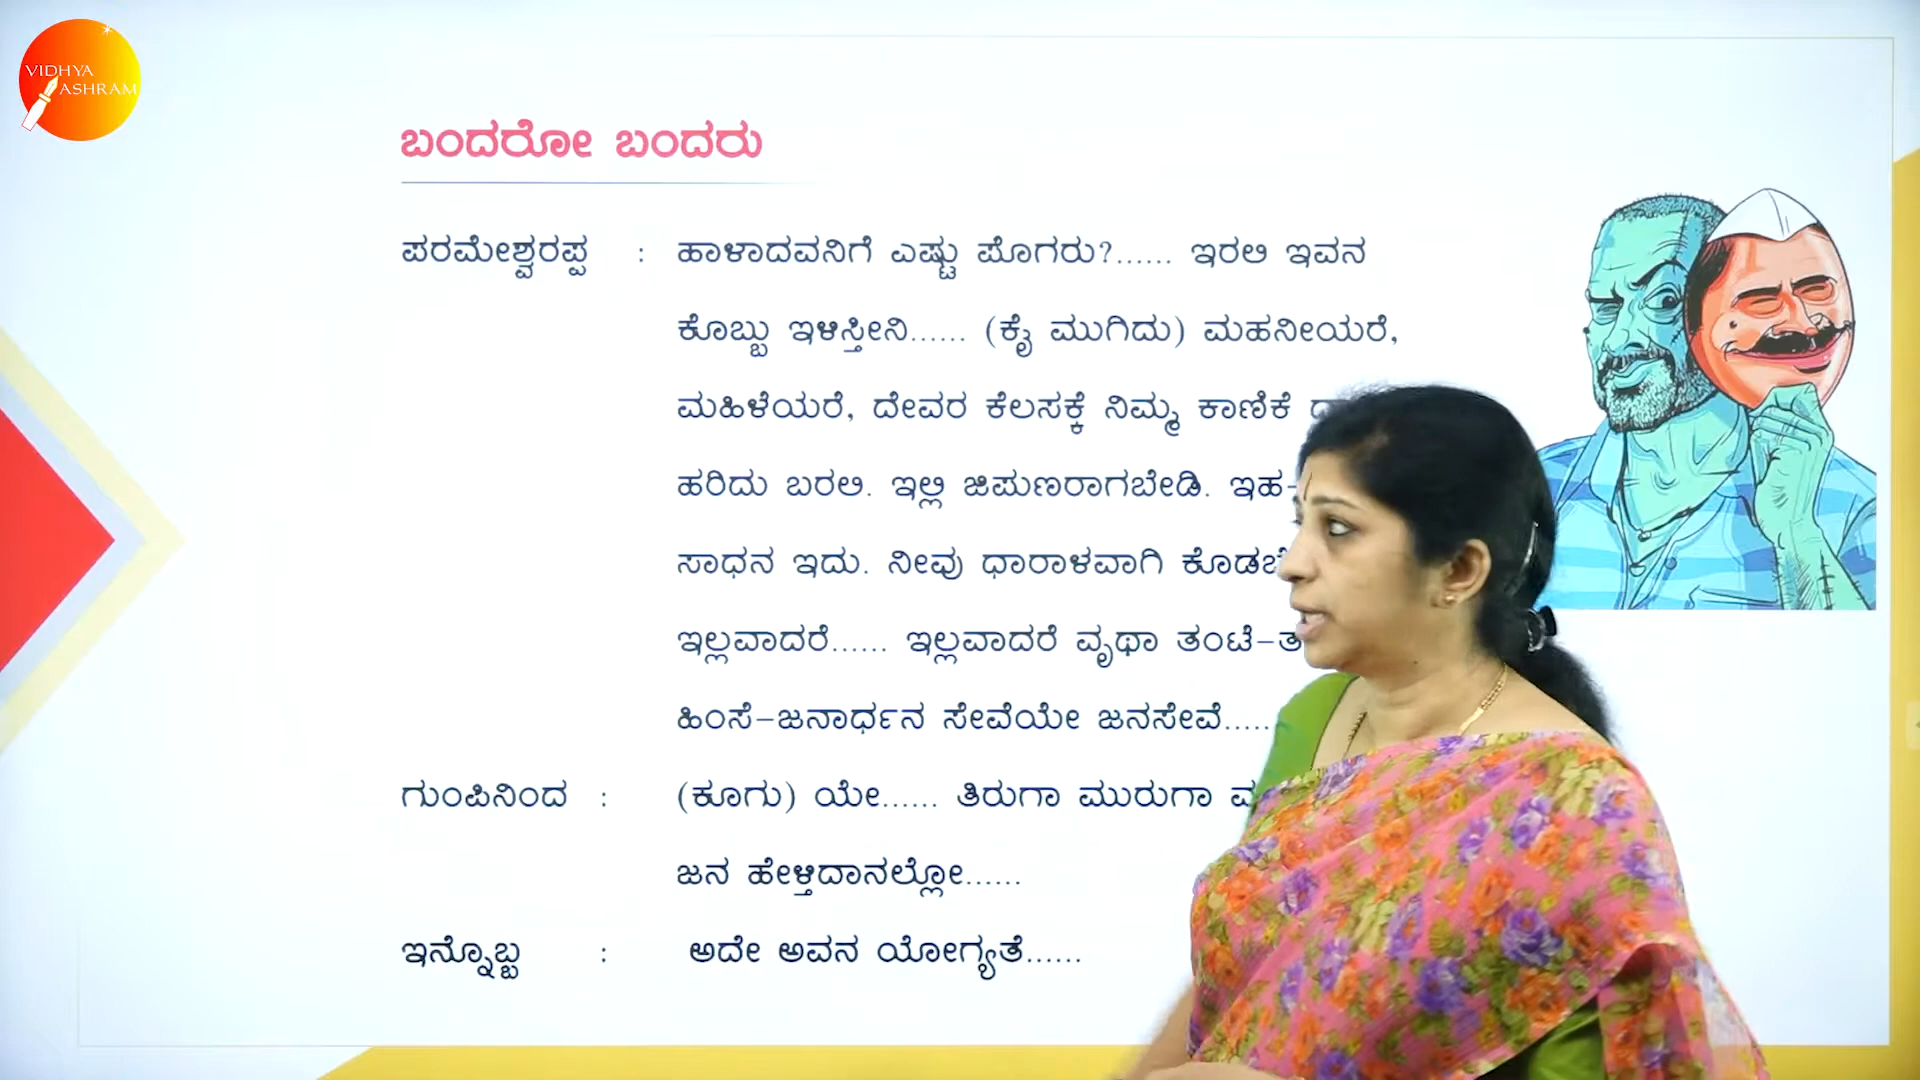 VIDHYA
ASHRAM
ಬಂದರೋ ಬಂದರು
ಪರಮೇಶ್ವರಪ್ಪ : ಹಾಳಾದವನಿಗೆ ಎಷ್ಟು ಪೊಗರು?...... ಇರಲಿ ಇವನ
ಕೊಬ್ಬು ಇಳಿಸ್ತೀನಿ...... (ಕೈ ಮುಗಿದು) ಮಹನೀಯರೆ,
ಮಹಿಳೆಯರೆ, ದೇವರ ಕೆಲಸಕ್ಕೆ ನಿಮ್ಮ ಕಾಣಿಕೆ
ಹರಿದು ಬರಲಿ. ಇಲ್ಲಿ ಜಿಪುಣರಾಗಬೇಡಿ. ಇಹ-
ಸಾಧನ ಇದು. ನೀವು ಧಾರಾಳವಾಗಿ
ಇಲ್ಲವಾದರೆ...... ಇಲ್ಲವಾದರೆ ವೃಥಾ ತಂಟೆ-
ಹಿಂಸೆ-ಜನಾರ್ಧನ ಸೇವೆಯೇ ಜನಸೇವೆ.....
ಗುಂಪಿನಿಂದ : (ಕೂಗು) ಯೇ...... ತಿರುಗಾ ಮುರುಗಾ
ಜನ ಹೇಳ್ತಿದಾನಲ್ಲೋ......
ಇನ್ನೊಬ್ಬ : ಅದೇ ಅವನ ಯೋಗ್ಯತೆ......